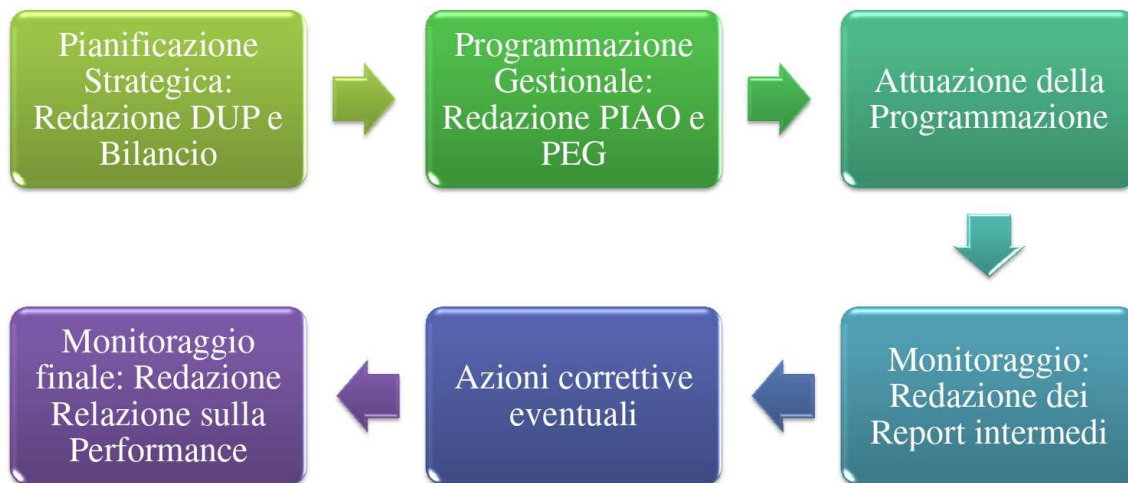 Pianificazione
Strategica:
Redazione DUP e
Bilancio
Programmazione
Gestionale:
Redazione PIAO e
PEG
Attuazione della
Programmazione
Monitoraggio:
Redazione dei
Report intermedi
Azioni correttive
eventuali
Monitoraggio
finale: Redazione
Relazione sulla
Performance